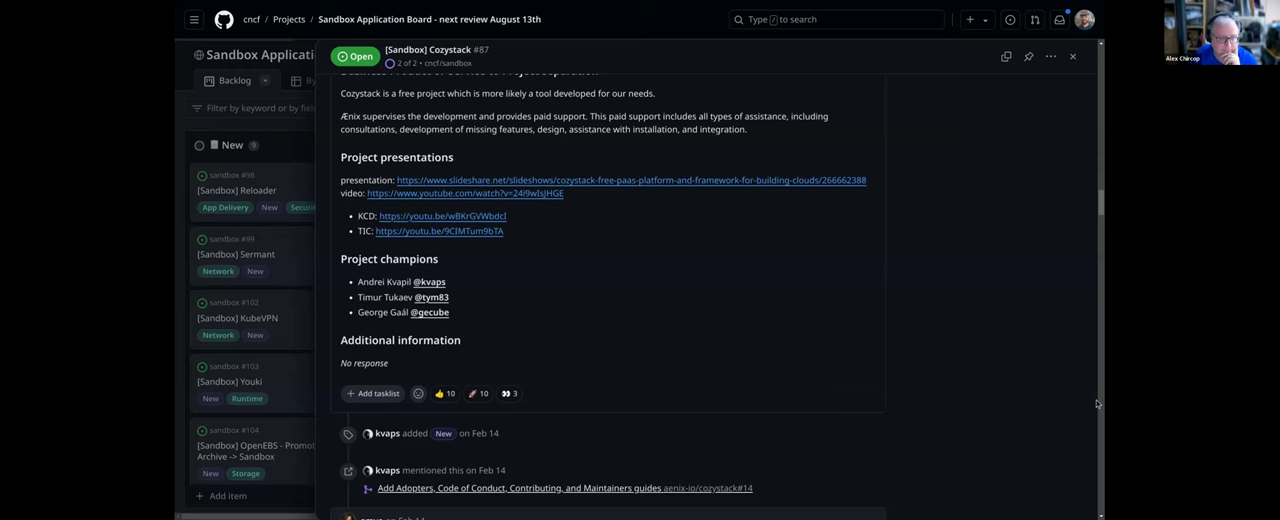 cncf / Projects / Sandbox Application Board - next review August 13th
Type / to search
Alex Chircop
Sandbox Applicati
Backlog
By
Filter by keyword or by fiel
New 9
sandbox #98
[Sandbox] Reloader
App Delivery New Securi
sandbox #99
[Sandbox] Sermant
Network New
sandbox #102
[Sandbox] KubeVPN
Network New
sandbox #103
[Sandbox] Youki
New Runtime
sandbox #104
[Sandbox] OpenEBS - Promot
Archive -> Sandbox
New Storage
+ Add item
Open
[Sandbox] Cozystack #87
2 of 2 • cncf/sandbox
Cozystack is a free project which is more likely a tool developed for our needs.
Ænix supervises the development and provides paid support. This paid support includes all types of assistance, including
consultations, development of missing features, design, assistance with installation, and integration.
Project presentations
presentation: https://www.slideshare.net/slideshows/cozystack-free-paas-platform-and-framework-for-building-clouds/266662388
video: https://www.youtube.com/watch?v=24i9wIsJHGE
• KCD: https://youtu.be/wBKrGVWbdcI
• TIC: https://youtu.be/9CIMTum9bTA
Project champions
• Andrei Kvapil @kvaps
• Timur Tukaev @tym83
• George Gaál @gecube
Additional information
No response
+ Add tasklist 👍 10 🚀 10 👀 3
kvaps added New on Feb 14
kvaps mentioned this on Feb 14
Add Adopters, Code of Conduct, Contributing, and Maintainers guides aenix-io/cozystack#14